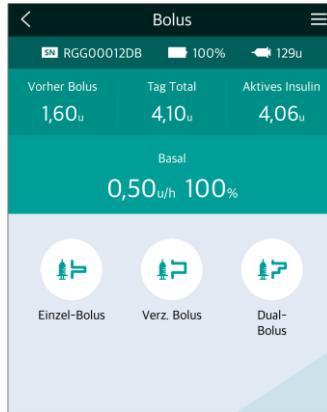 Bolus
SN RGG00012DB 100% 129u
Vorher Bolus Tag Total Aktives Insulin
1,60u 4,10u 4,06u
Basal
0,50u/h 100%
Einzel-Bolus Verz. Bolus Dual-
Bolus